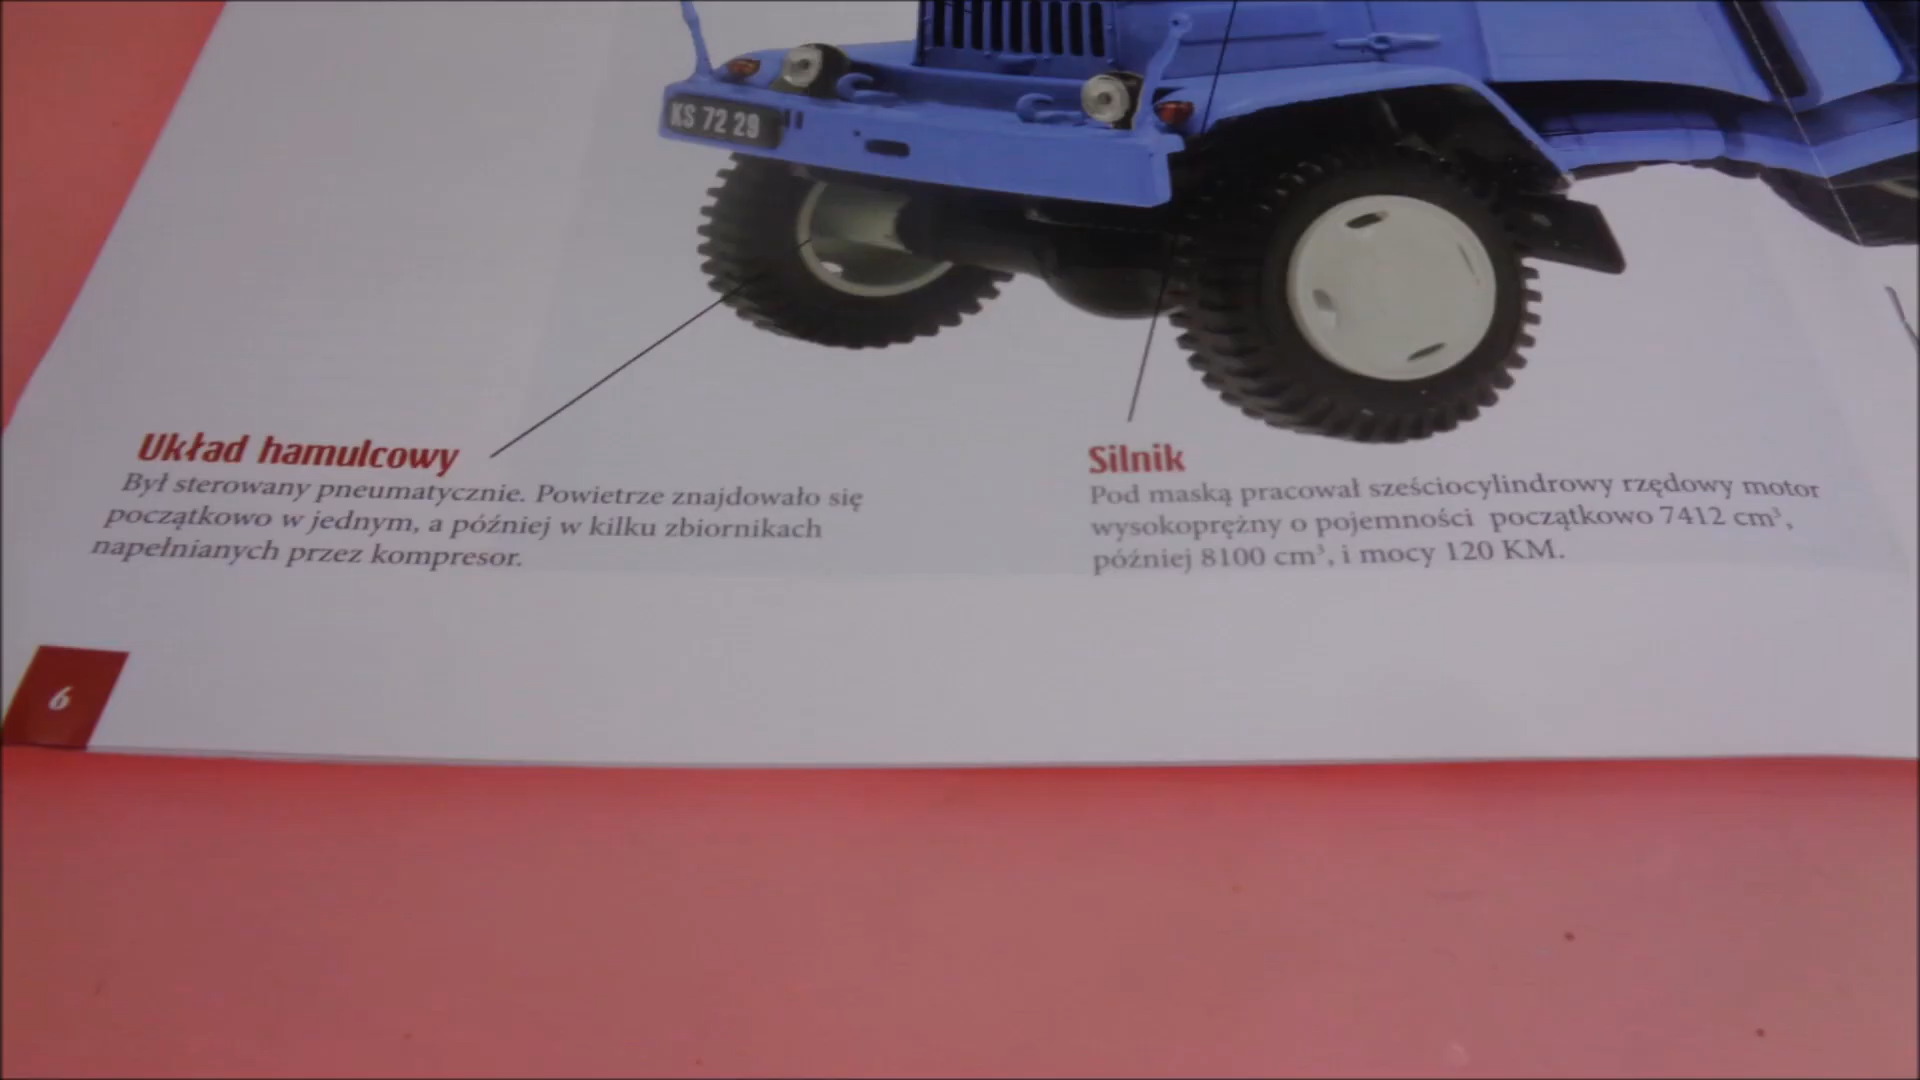 KS 72 29
Układ hamulcowy
Był sterowany pneumatycznie. Powietrze znajdowało się
początkowo w jednym, a później w kilku zbiornikach
napełnianych przez kompresor.
Silnik
Pod maską pracował sześciocylindrowy rzędowy motor
wysokoprężny o pojemności początkowo 7412 cm³,
później 8100 cm³, i mocy 120 KM.
6